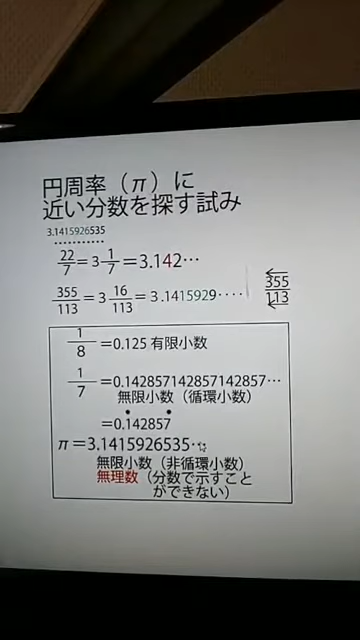 円周率（π）に
近い分数を探す試み
3.1415926535
22/7 = 3 1/7 = 3.142…
355/113 = 3 16/113 = 3.1415929‥‥
355/113
1/8 = 0.125 有限小数
1/7 = 0.142857142857142857…
無限小数（循環小数）
= 0.1̇42857̇
π = 3.1415926535…
無限小数（非循環小数）
無理数（分数で示すこと
ができない）